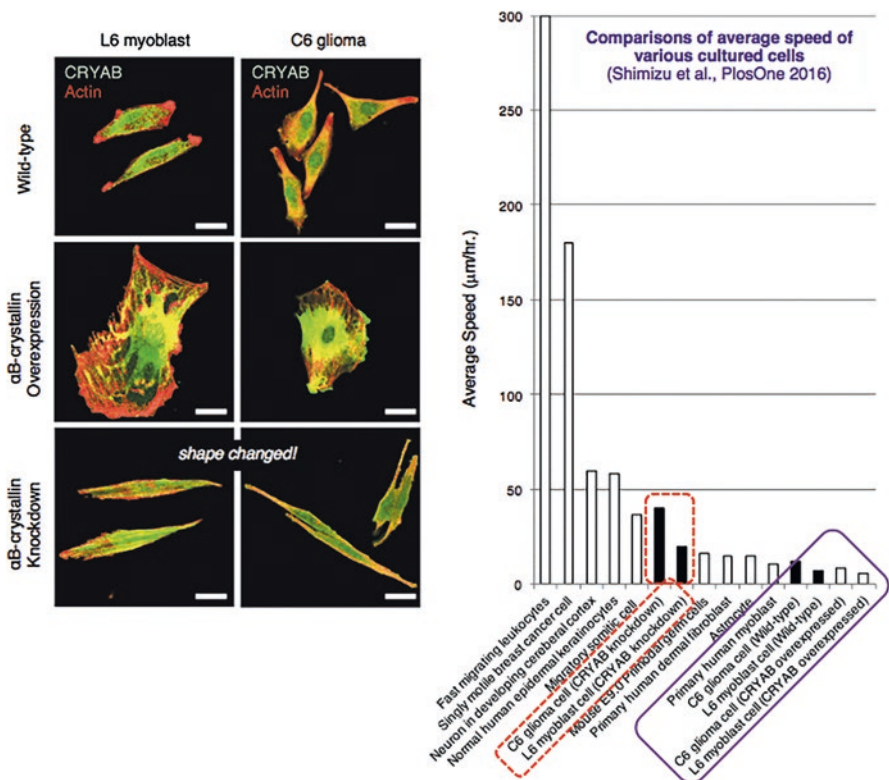 L6 myoblast
C6 glioma
CRYAB
Actin
CRYAB
Actin
Wild-type
αB-crystallin
Overexpression
shape changed!
αB-crystallin
Knockdown
Comparisons of average speed of
various cultured cells
(Shimizu et al., PlosOne 2016)
Average Speed (μm/hr.)
300
250
200
150
100
50
0
Fast migrating leukocytes
Singly motile breast cancer cell
Neuron in developing cerebral cortex
Normal human epidermal keratinocytes
Migratory somitic cell
C6 glioma cell (CRYAB knockdown)
L6 myoblast cell (CRYAB knockdown)
Mouse E9.0 Primodargerm cells
Primary human dermal fibroblast
Astrocyte
Primary human myoblast
C6 glioma cell (Wild-type)
L6 myoblast cell (Wild-type)
C6 glioma cell (CRYAB overexpressed)
L6 myoblast cell (CRYAB overexpressed)